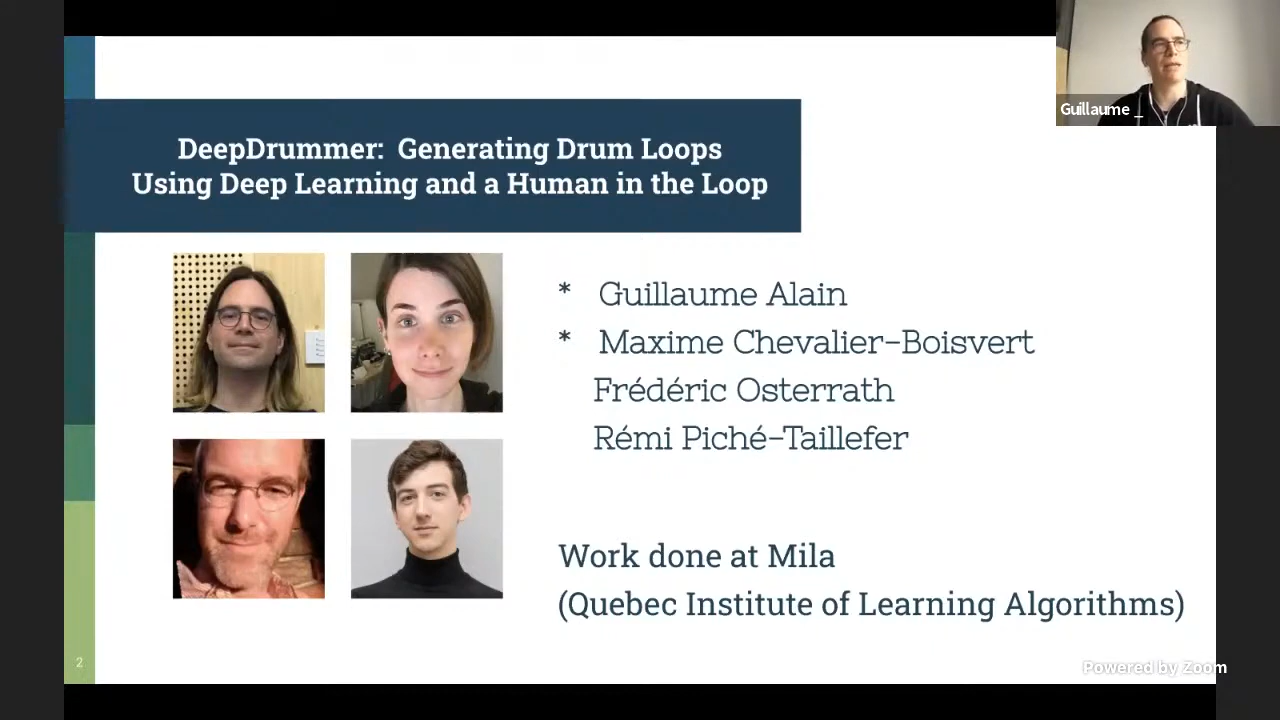 Guillaume _
DeepDrummer: Generating Drum Loops
Using Deep Learning and a Human in the Loop
* Guillaume Alain
* Maxime Chevalier-Boisvert
Frédéric Osterrath
Rémi Piché-Taillefer
Work done at Mila
(Quebec Institute of Learning Algorithms)
2
Powered by Zoom